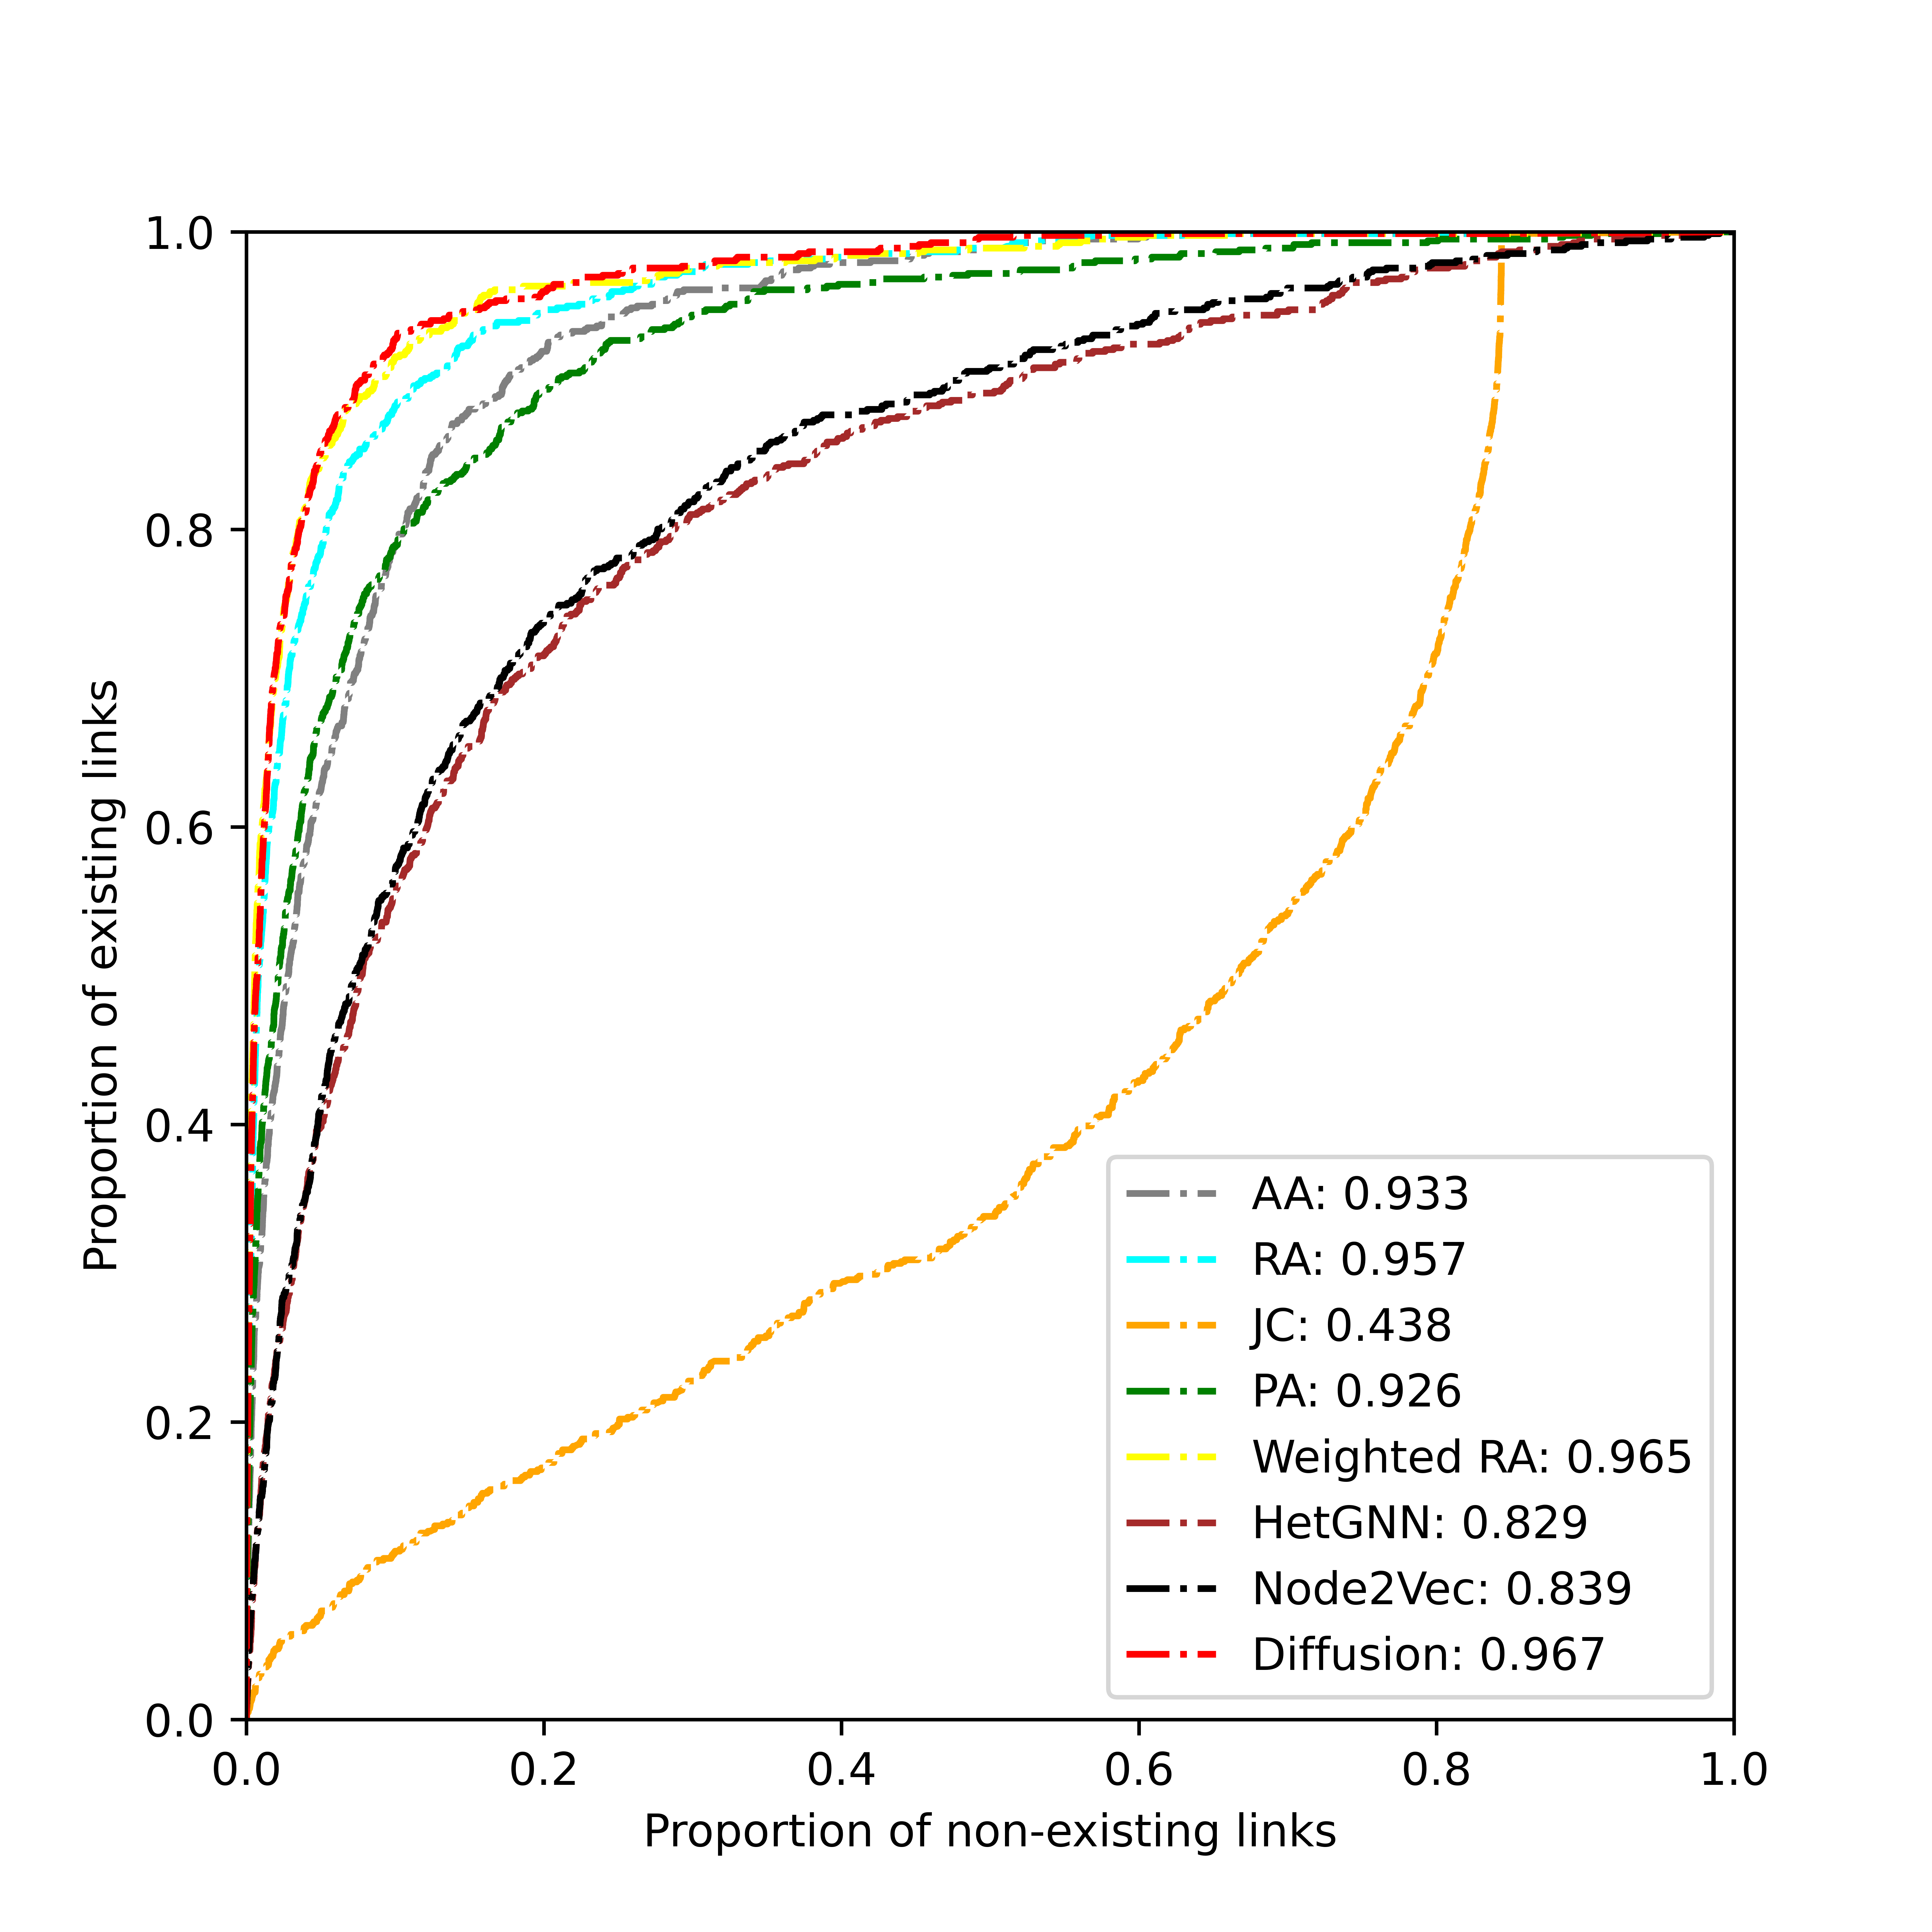 1.0
0.8
0.6
0.4
0.2
0.0
Proportion of existing links
AA: 0.933
RA: 0.957
JC: 0.438
PA: 0.926
Weighted RA: 0.965
HetGNN: 0.829
Node2Vec: 0.839
Diffusion: 0.967
0.0 0.2 0.4 0.6 0.8 1.0
Proportion of non-existing links